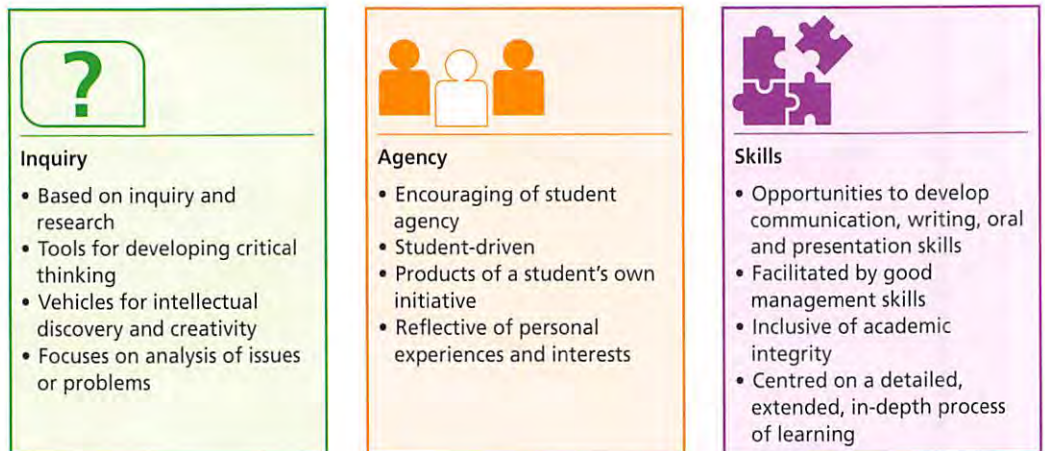 ?
Inquiry
• Based on inquiry and
research
• Tools for developing critical
thinking
• Vehicles for intellectual
discovery and creativity
• Focuses on analysis of issues
or problems
Agency
• Encouraging of student
agency
• Student-driven
• Products of a student's own
initiative
• Reflective of personal
experiences and interests
Skills
• Opportunities to develop
communication, writing, oral
and presentation skills
• Facilitated by good
management skills
• Inclusive of academic
integrity
• Centred on a detailed,
extended, in-depth process
of learning